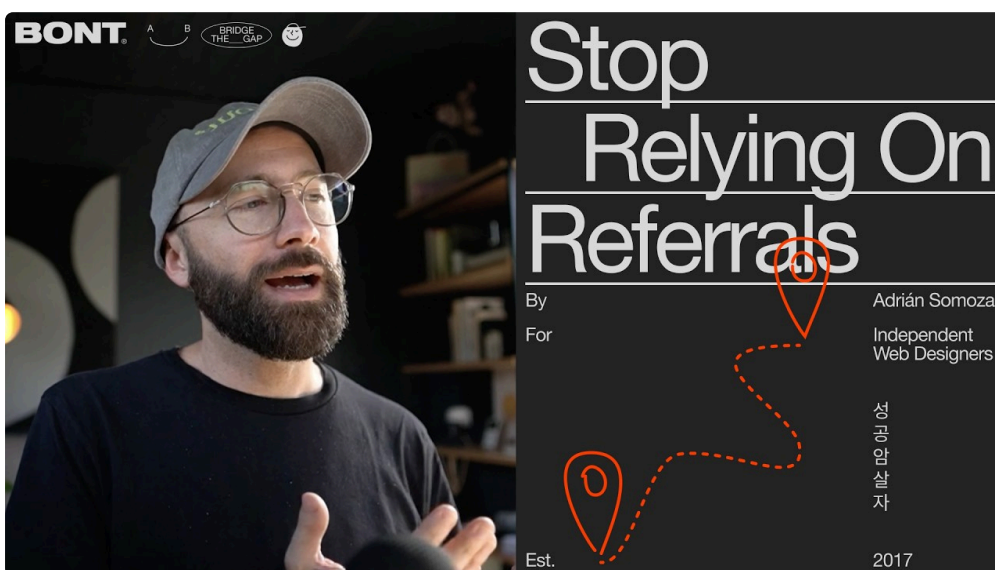 BONT®
A B
BRIDGE
THE GAP
Stop
Relying On
Referrals
By Adrián Somoza
For Independent
Web Designers
성
공
암
살
자
Est. 2017